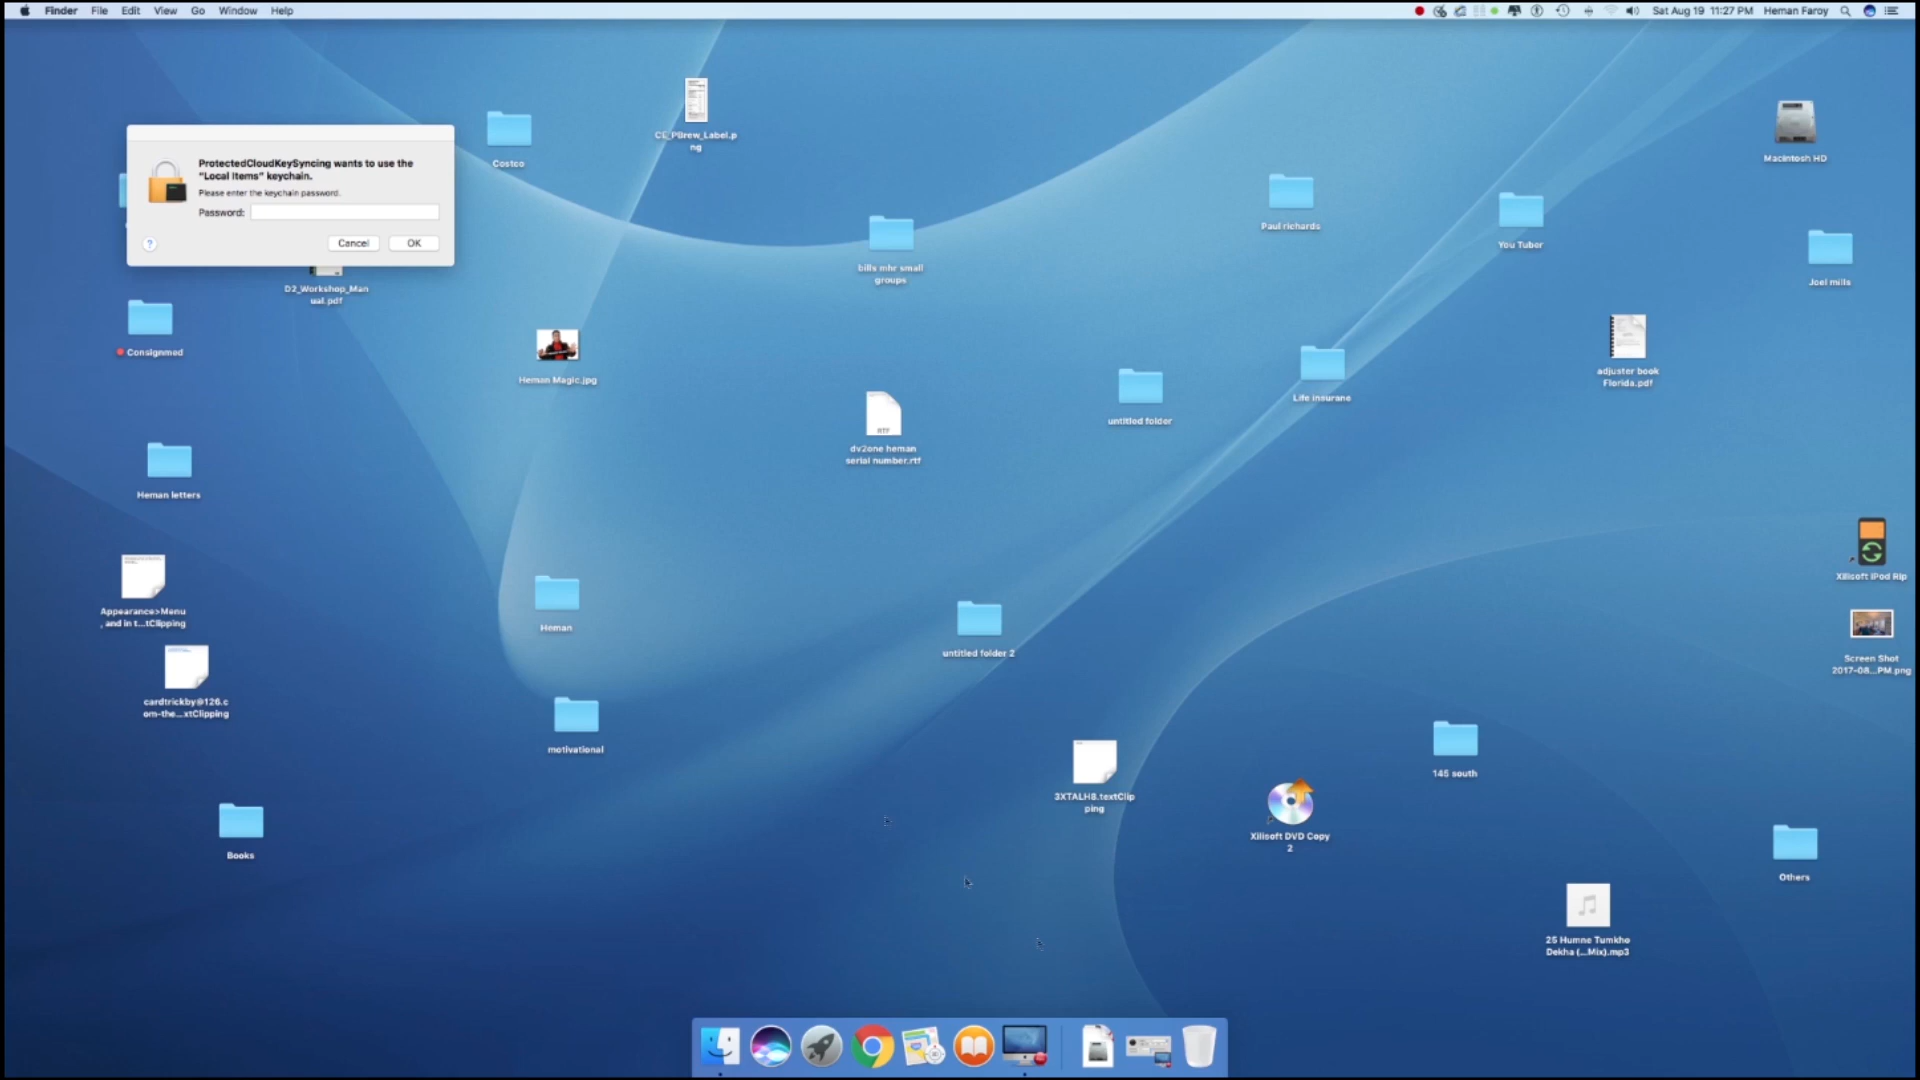 Finder File Edit View Go Window Help
Sat Aug 19 11:27 PM Heman Faroy
ProtectedCloudKeySyncing wants to use the
"Local Items" keychain.
Please enter the keychain password.
Password:
?
Cancel OK
Costco
CE_PBrew_Label.p
ng
Macintosh HD
Paul richards
You Tuber
bills mhr small
groups
Joel mills
D2_Workshop_Man
ual.pdf
Consignmed
Heman Magic.jpg
adjuster book
Florida.pdf
Life insurane
untitled folder
RTF
dv2one heman
serial number.rtf
Heman letters
Xilisoft iPod Rip
Appearance>Menu
, and in t...tClipping
Heman
untitled folder 2
Screen Shot
2017-08...PM.png
cardtrickby@126.c
om-the...xtClipping
motivational
145 south
3XTALH8.textClip
ping
Xilisoft DVD Copy
2
Books
Others
25 Humne Tumkho
Dekha (...Mix).mp3